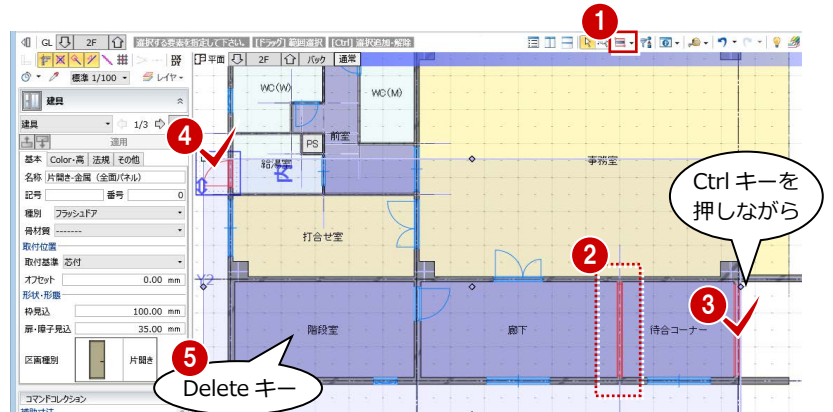 1
GL 2F 選択する要素を指定して下さい。 [[ドラッグ] 範囲選択 [Ctrl] 選択追加・解除]
標準 1/100 レイヤ
平面 2F バック 通常
建具
建具 1/3
適用
基本 Color・高 法規 その他
名称 片開き-金属 (全面パネル)
記号 番号 0
種別 フラッシュドア
骨材質 -------
取付位置
取付基準 芯付
オフセット 0.00 mm
形状・形態
枠見込 100.00 mm
扉・障子見込 35.00 mm
区画種別 片開き
コマンドコレクション
補助寸法
WC(W)
WC(M)
前室
PS
4
給湯室
事務室
Ctrl キーを
押しながら
打合せ室
2
Y2
3
階段室
廊下
待合コーナー
5
Delete キー